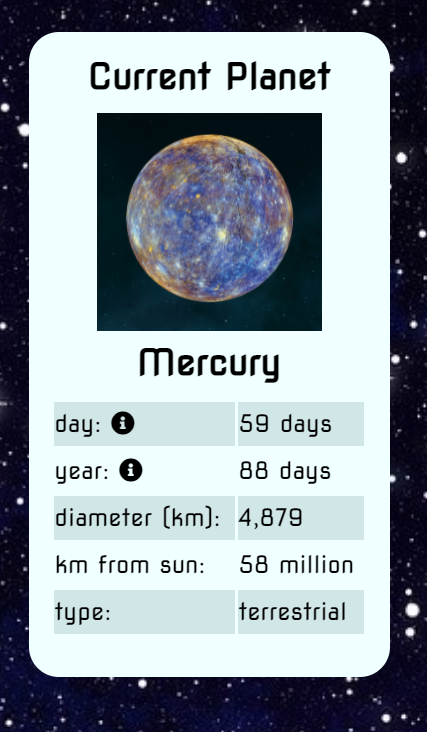 Current Planet
Mercury
day: 59 days
year: 88 days
diameter (km): 4,879
km from sun: 58 million
type: terrestrial